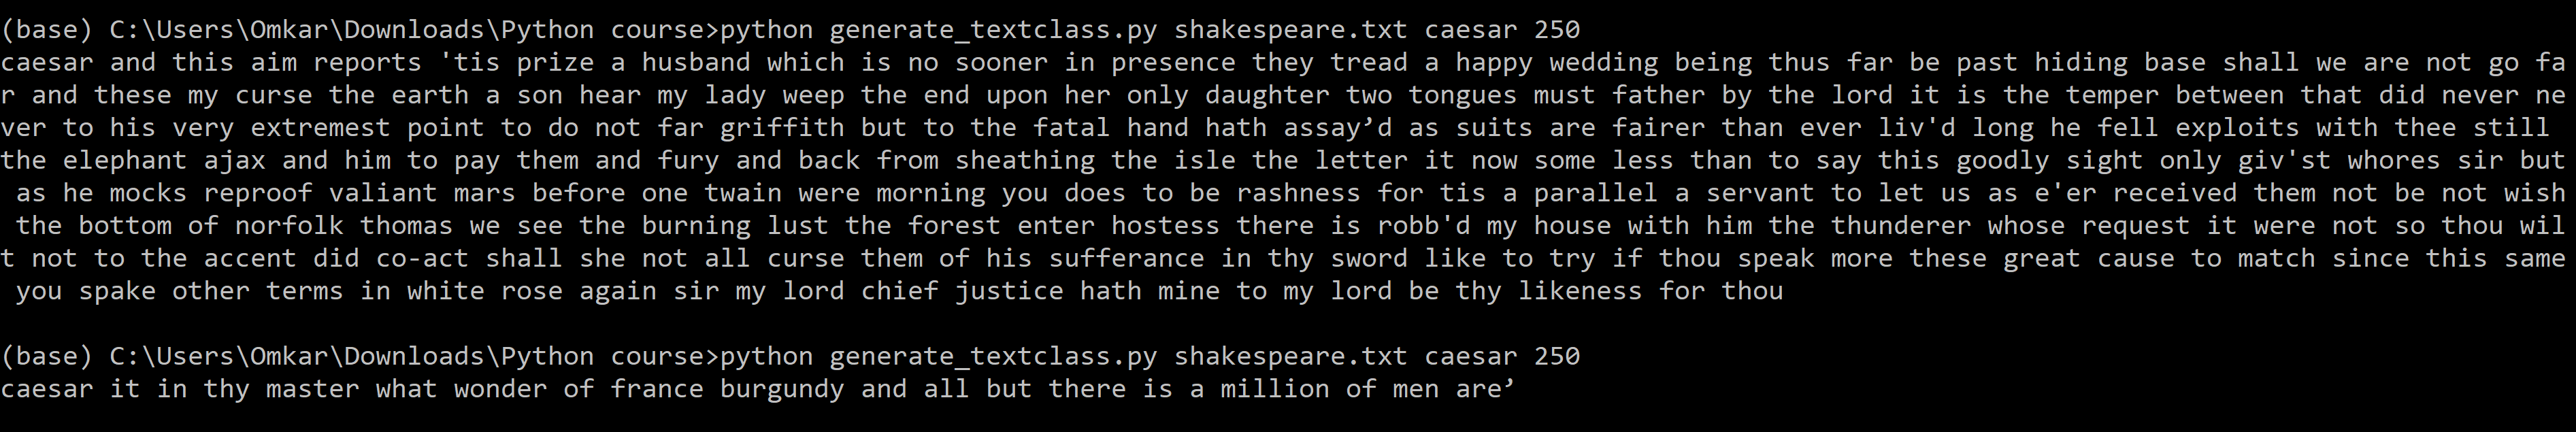 (base) C:\Users\Omkar\Downloads\Python course>python generate_textclass.py shakespeare.txt caesar 250
caesar and this aim reports 'tis prize a husband which is no sooner in presence they tread a happy wedding being thus far be past hiding base shall we are not go fa
r and these my curse the earth a son hear my lady weep the end upon her only daughter two tongues must father by the lord it is the temper between that did never ne
ver to his very extremest point to do not far griffith but to the fatal hand hath assay’d as suits are fairer than ever liv'd long he fell exploits with thee still
the elephant ajax and him to pay them and fury and back from sheathing the isle the letter it now some less than to say this goodly sight only giv'st whores sir but
 as he mocks reproof valiant mars before one twain were morning you does to be rashness for tis a parallel a servant to let us as e'er received them not be not wish
 the bottom of norfolk thomas we see the burning lust the forest enter hostess there is robb'd my house with him the thunderer whose request it were not so thou wil
t not to the accent did co-act shall she not all curse them of his sufferance in thy sword like to try if thou speak more these great cause to match since this same
 you spake other terms in white rose again sir my lord chief justice hath mine to my lord be thy likeness for thou
(base) C:\Users\Omkar\Downloads\Python course>python generate_textclass.py shakespeare.txt caesar 250
caesar it in thy master what wonder of france burgundy and all but there is a million of men are’